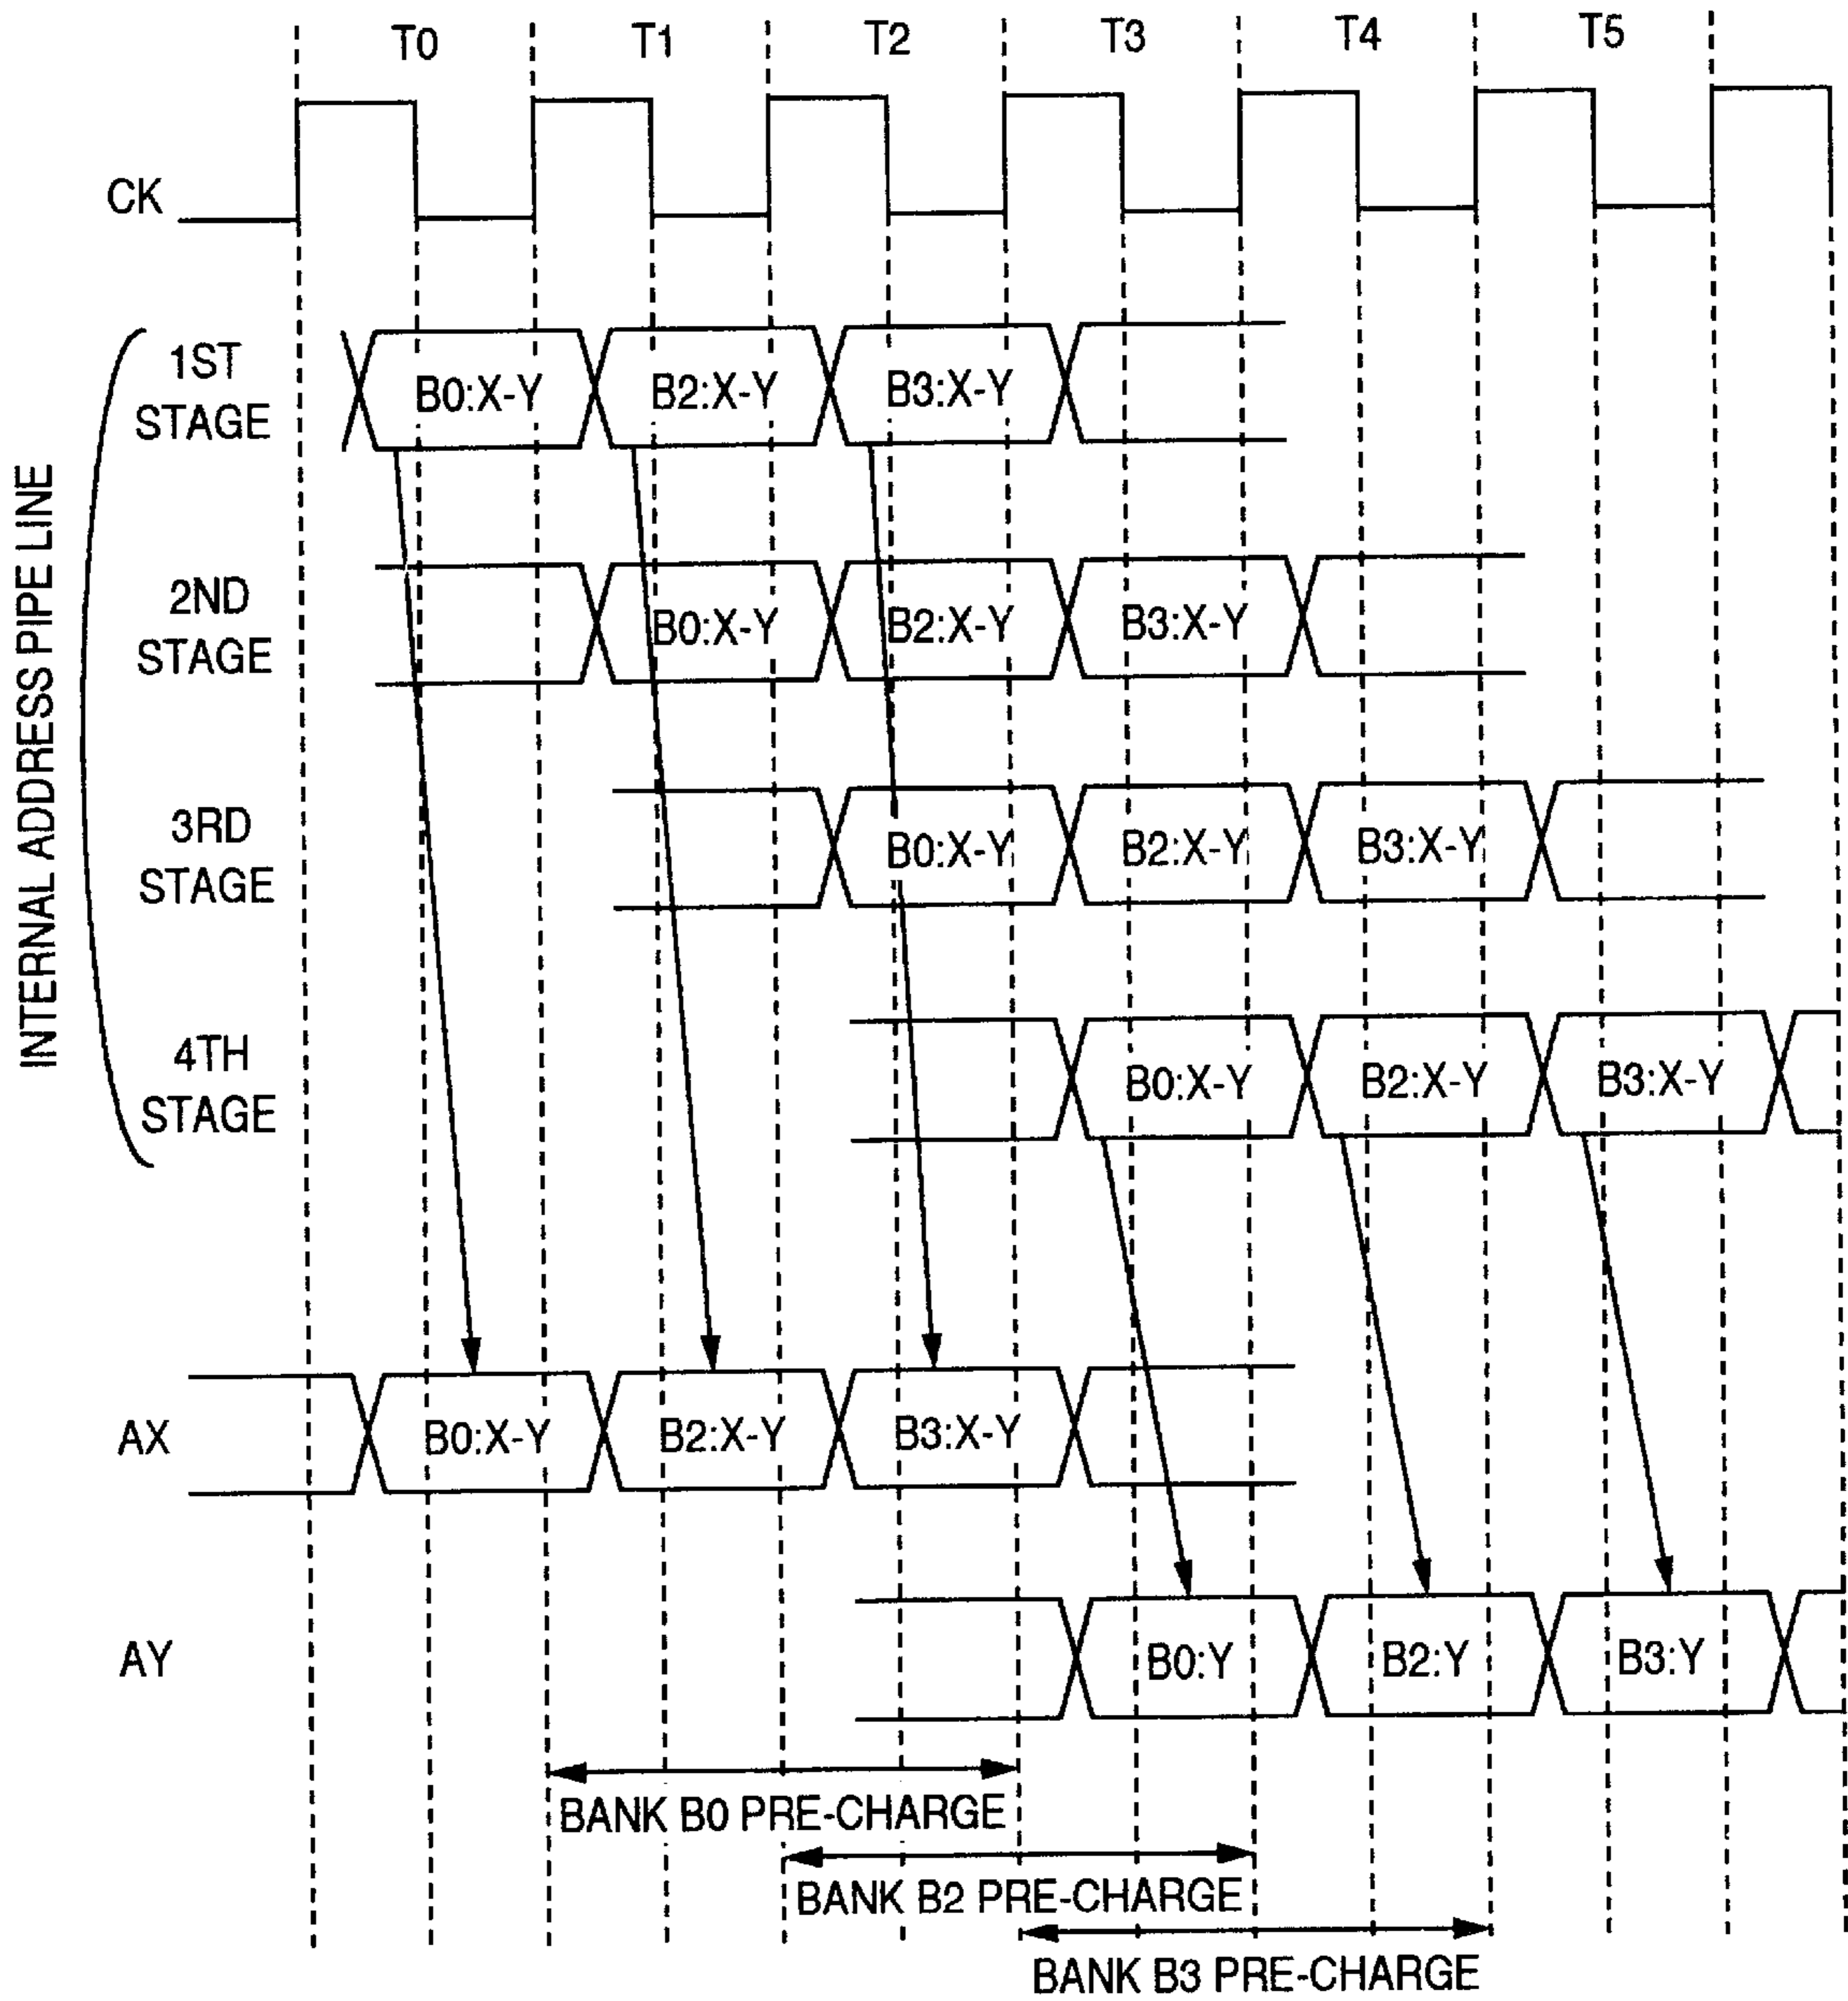 T0 T1 T2 T3 T4 T5
CK
INTERNAL ADDRESS PIPE LINE
1ST
STAGE
B0:X-Y B2:X-Y B3:X-Y
2ND
STAGE
B0:X-Y B2:X-Y B3:X-Y
3RD
STAGE
B0:X-Y B2:X-Y B3:X-Y
4TH
STAGE
B0:X-Y B2:X-Y B3:X-Y
AX B0:X-Y B2:X-Y B3:X-Y
AY B0:Y B2:Y B3:Y
BANK B0 PRE-CHARGE
BANK B2 PRE-CHARGE
BANK B3 PRE-CHARGE